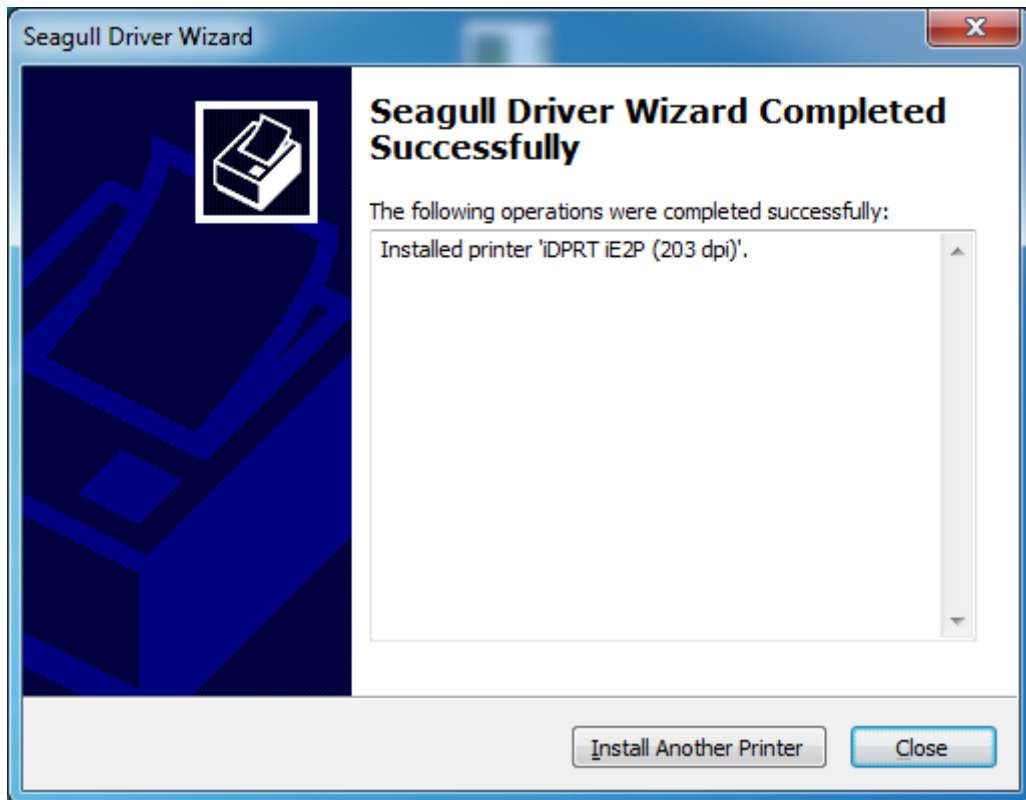 Seagull Driver Wizard
Seagull Driver Wizard Completed
Successfully
The following operations were completed successfully:
Installed printer 'iDPRT iE2P (203 dpi)'.
Install Another Printer
Close